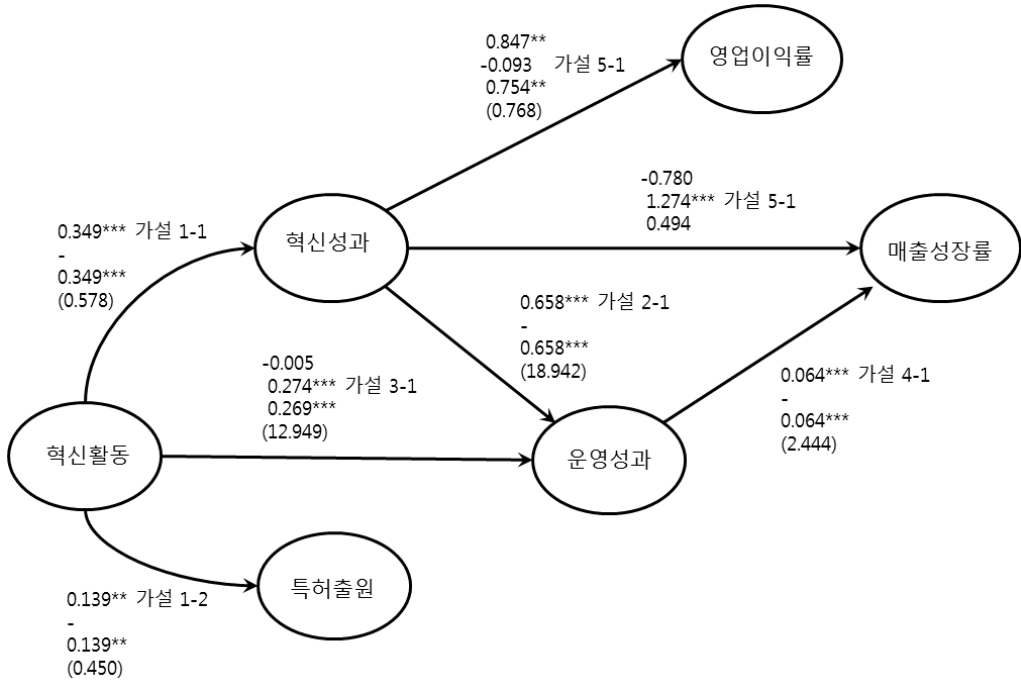 0.847**
-0.093 가설 5-1
0.754**
(0.768)
영업이익률
-0.780
1.274*** 가설 5-1
0.494
매출성장률
0.349*** 가설 1-1
-
0.349***
(0.578)
혁신성과
0.658*** 가설 2-1
-
0.658***
(18.942)
-0.005
0.274*** 가설 3-1
0.269***
(12.949)
0.064*** 가설 4-1
-
0.064***
(2.444)
혁신활동
운영성과
특허출원
0.139** 가설 1-2
-
0.139**
(0.450)